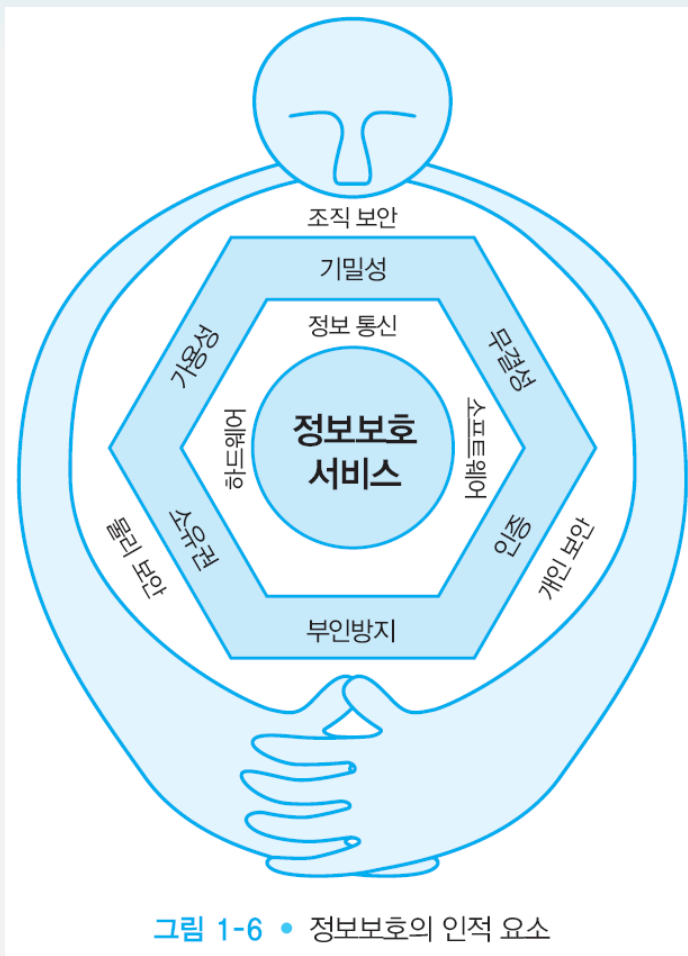 조직 보안
기밀성
정보 통신
가용성
무결성
하드웨어
정보보호
서비스
소프트웨어
소유권
인증
물리 보안
개인 보안
부인방지
그림 1-6 • 정보보호의 인적 요소